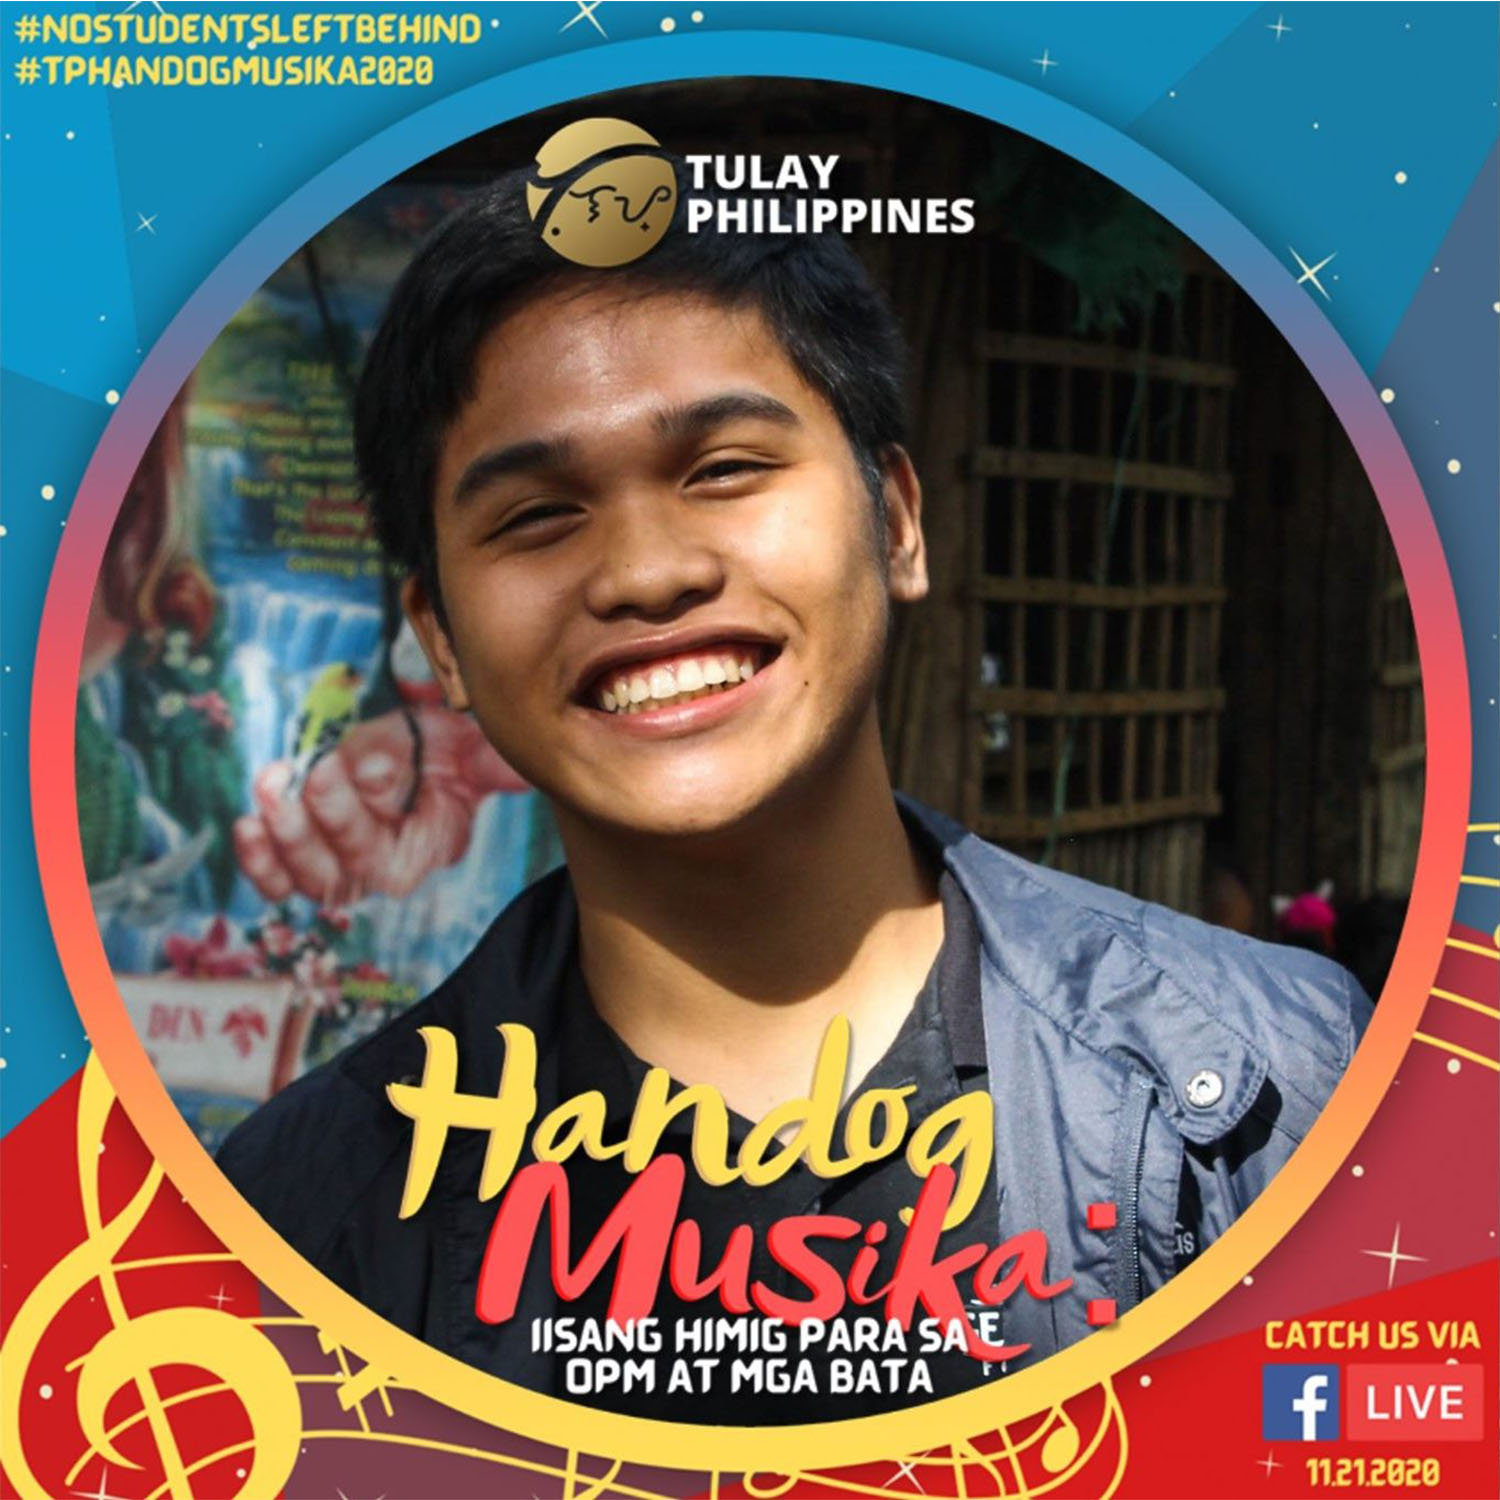 #NOSTUDENTSLEFTBEHIND
#TPHANDOGMUSIKA2020
TULAY
PHILIPPINES
DIN
Handog
Musika:
IISANG HIMIG PARA SA
OPM AT MGA BATA
CATCH US VIA
f LIVE
11.21.2020